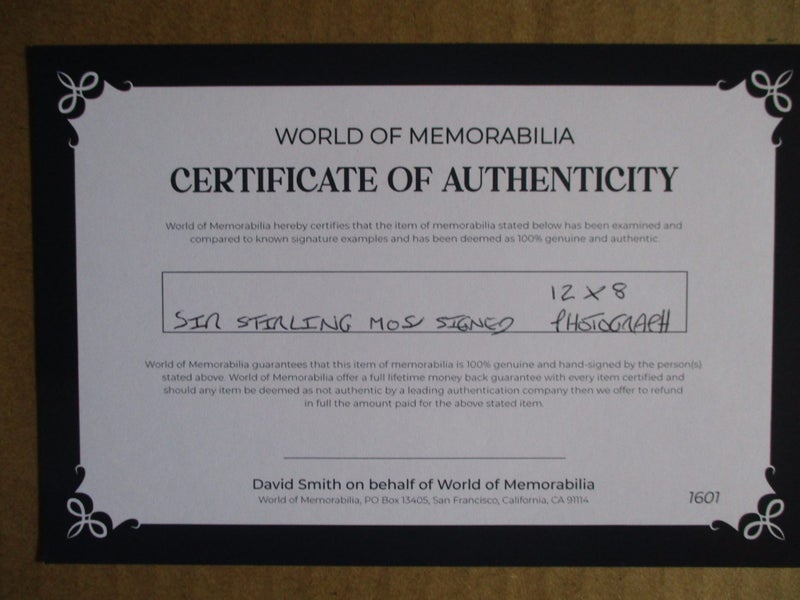 WORLD OF MEMORABILIA
CERTIFICATE OF AUTHENTICITY
World of Memorabilia hereby certifies that the item of memorabilia stated below has been examined and
compared to known signature examples and has been deemed as 100% genuine and authentic.
12 X 8
SIR STIRLING MOSS SIGNED PHOTOGRAPH
World of Memorabilia guarantees that this item of memorabilia is 100% genuine and hand-signed by the person(s)
stated above. World of Memorabilia offer a full lifetime money back guarantee with every item certified and
should any item be deemed as not authentic by a leading authentication company then we offer to refund
in full the amount paid for the above stated item.
David Smith on behalf of World of Memorabilia
World of Memorabilia, PO Box 13405, San Francisco, California, CA 91114
1601